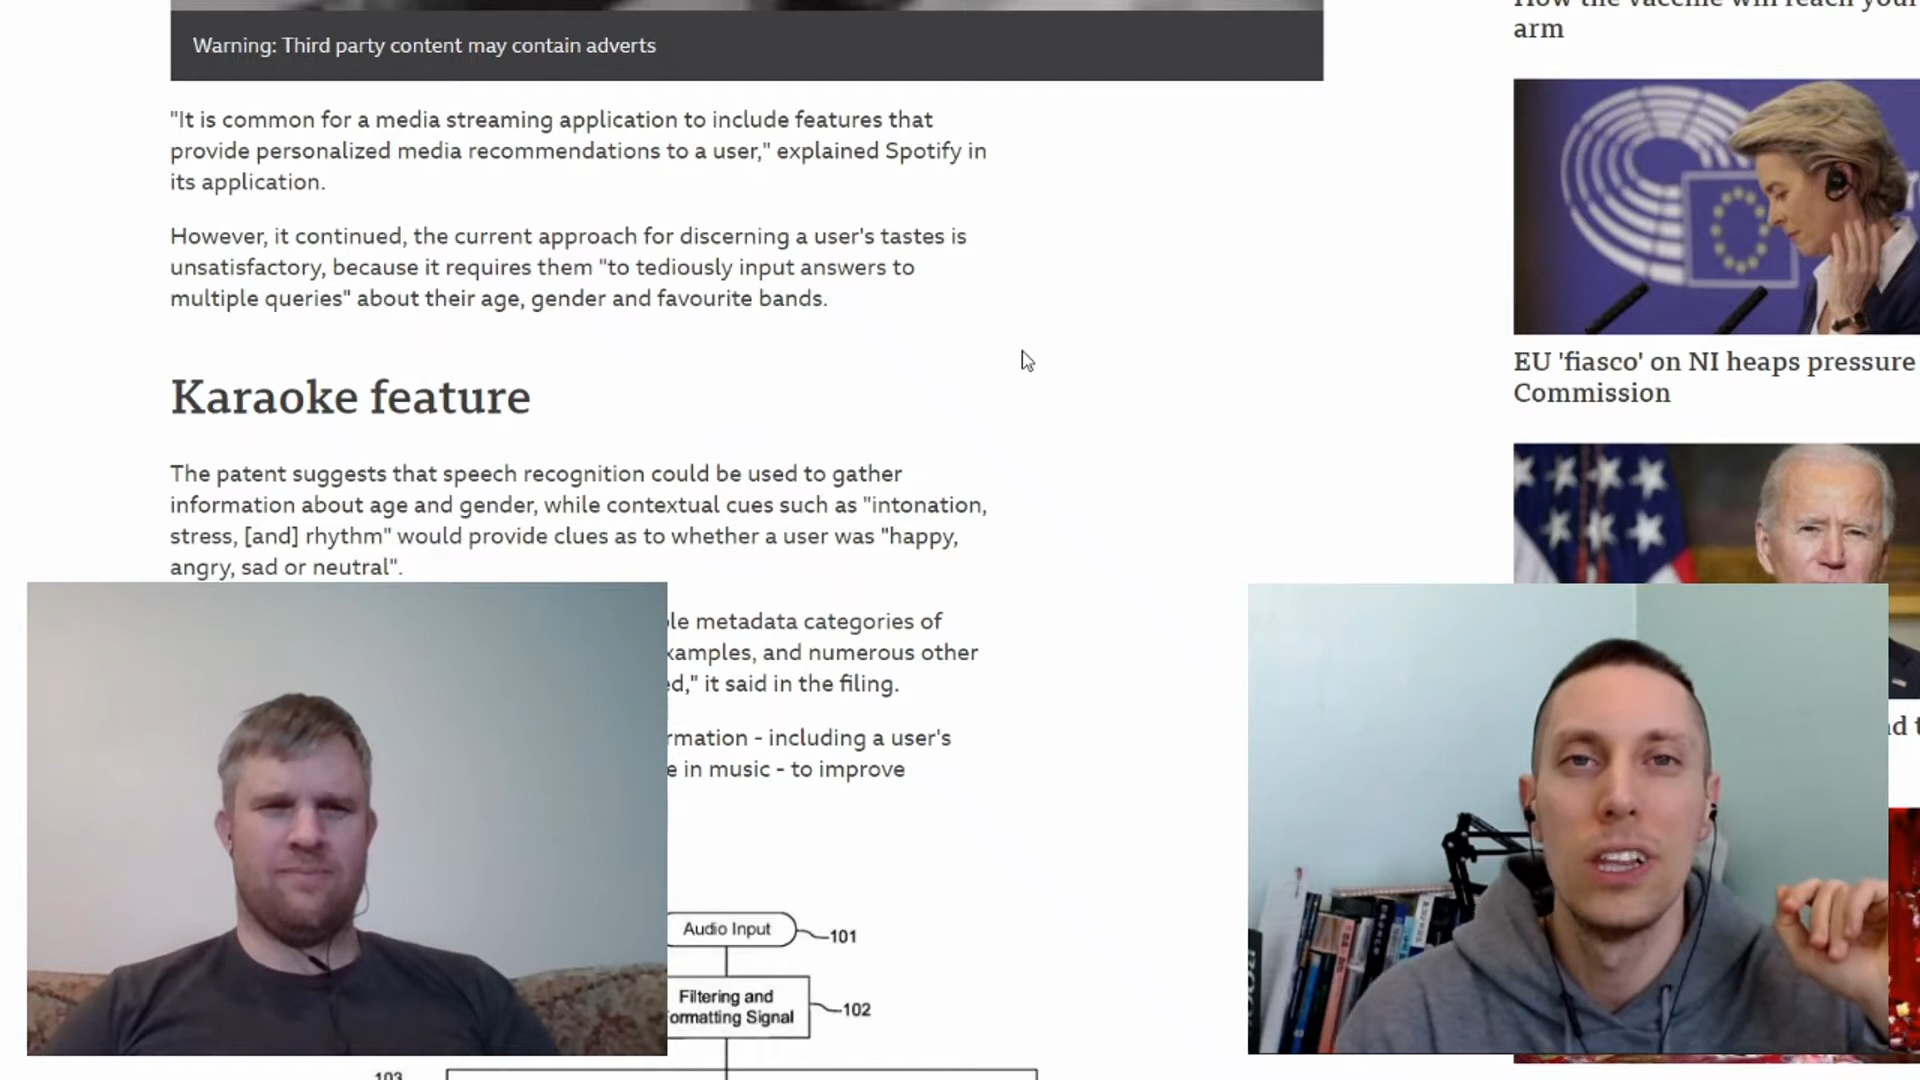 How the vaccine will reach your
arm
Warning: Third party content may contain adverts
"It is common for a media streaming application to include features that
provide personalized media recommendations to a user," explained Spotify in
its application.
However, it continued, the current approach for discerning a user's tastes is
unsatisfactory, because it requires them "to tediously input answers to
multiple queries" about their age, gender and favourite bands.
EU 'fiasco' on NI heaps pressure
Commission
Karaoke feature
The patent suggests that speech recognition could be used to gather
information about age and gender, while contextual cues such as "intonation,
stress, [and] rhythm" would provide clues as to whether a user was "happy,
angry, sad or neutral".
metadata categories of
and numerous other
it said in the filing.
- including a user's
in music - to improve
Audio Input
101
Filtering and
Signal
102
103